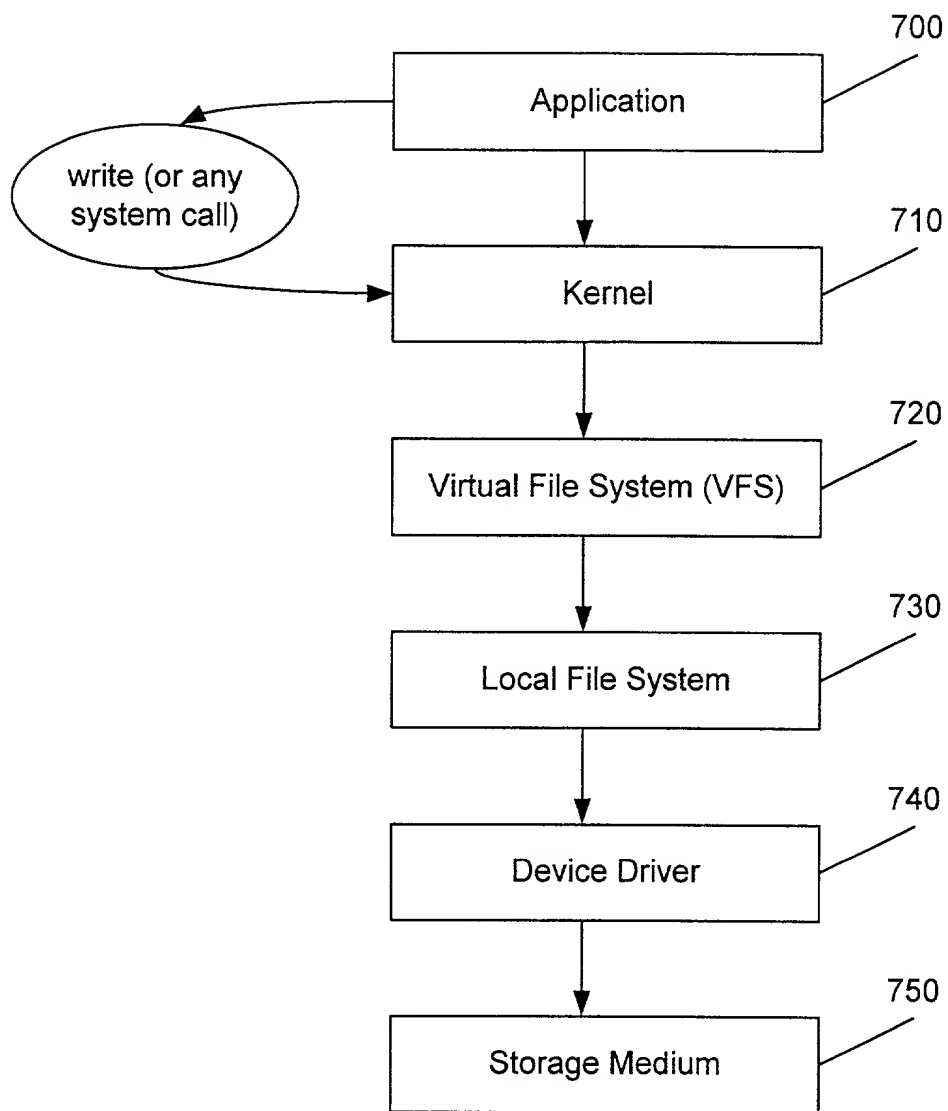 700
Application
write (or any
system call)
710
Kernel
720
Virtual File System (VFS)
730
Local File System
740
Device Driver
750
Storage Medium